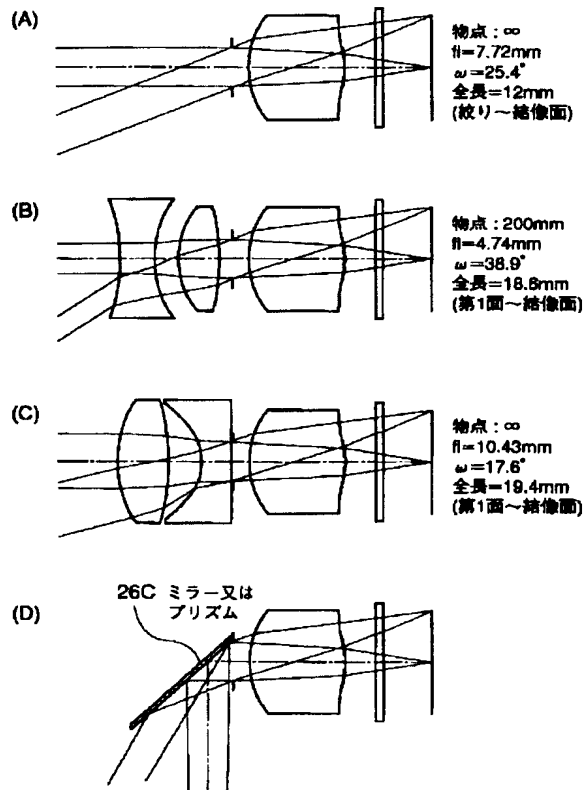 (A)
物点：∞
fl=7.72mm
ω=25.4°
全長=12mm
(絞り〜結像面)
(B)
物点：200mm
fl=4.74mm
ω=38.9°
全長=18.6mm
(第1面〜結像面)
(C)
物点：∞
fl=10.43mm
ω=17.6°
全長=19.4mm
(第1面〜結像面)
(D)
26C ミラー又は
プリズム